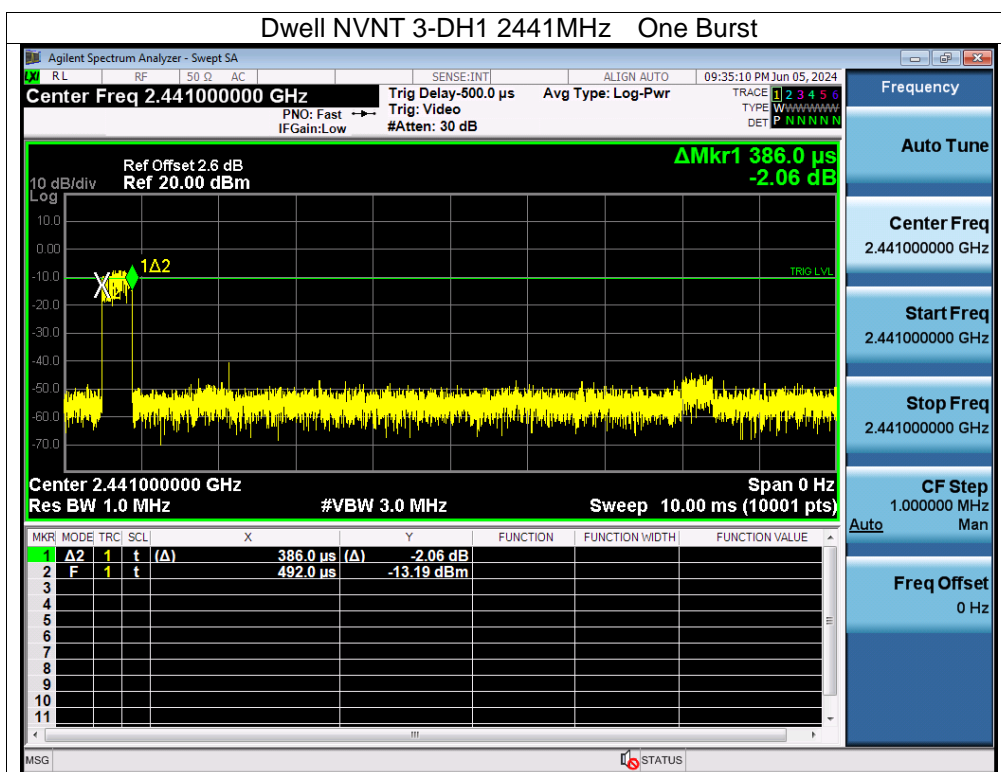 Dwell NVNT 3-DH1 2441MHz One Burst
Agilent Spectrum Analyzer - Swept SA
LXI RL RF 50 Ω AC SENSE:INT ALIGN AUTO 09:35:10 PM Jun 05, 2024
Center Freq 2.441000000 GHz
PNO: Fast
IFGain:Low
Trig Delay-500.0 µs
Trig: Video
#Atten: 30 dB
Avg Type: Log-Pwr
TRACE 1 2 3 4 5 6
TYPE WWWWWW
DET P N N N N N
ΔMkr1 386.0 µs
-2.06 dB
Ref Offset 2.6 dB
10 dB/div Ref 20.00 dBm
Log
10.0
0.00
-10.0
-20.0
-30.0
-40.0
-50.0
-60.0
-70.0
1Δ2
TRIG LVL
Center 2.441000000 GHz Span 0 Hz
Res BW 1.0 MHz #VBW 3.0 MHz Sweep 10.00 ms (10001 pts)
MKR MODE TRC SCL X Y FUNCTION FUNCTION WIDTH FUNCTION VALUE
1 Δ2 1 t (Δ) 386.0 µs (Δ) -2.06 dB
2 F 1 t 492.0 µs -13.19 dBm
3
4
5
6
7
8
9
10
11
MSG STATUS
Frequency
Auto Tune
Center Freq
2.441000000 GHz
Start Freq
2.441000000 GHz
Stop Freq
2.441000000 GHz
CF Step
1.000000 MHz
Auto Man
Freq Offset
0 Hz